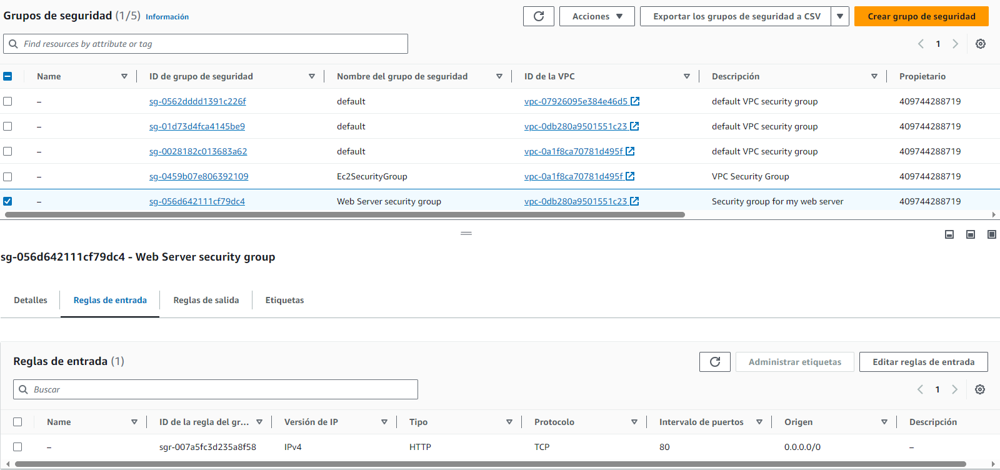 Grupos de seguridad (1/5) Información Acciones Exportar los grupos de seguridad a CSV Crear grupo de seguridad
Find resources by attribute or tag 1
Name ID de grupo de seguridad Nombre del grupo de seguridad ID de la VPC Descripción Propietario
– sg-0562dddd1391c226f default vpc-07926095e384e46d5 default VPC security group 409744288719
– sg-01d73d4fca4145be9 default vpc-0db280a9501551c23 default VPC security group 409744288719
– sg-0028182c013683a62 default vpc-0a1f8ca70781d495f default VPC security group 409744288719
– sg-0459b07e806392109 Ec2SecurityGroup vpc-0a1f8ca70781d495f VPC Security Group 409744288719
– sg-056d642111cf79dc4 Web Server security group vpc-0db280a9501551c23 Security group for my web server 409744288719
sg-056d642111cf79dc4 - Web Server security group
Detalles Reglas de entrada Reglas de salida Etiquetas
Reglas de entrada (1) Administrar etiquetas Editar reglas de entrada
Buscar 1
Name ID de la regla del gr... Versión de IP Tipo Protocolo Intervalo de puertos Origen Descripción
– sgr-007a5fc3d235a8f58 IPv4 HTTP TCP 80 0.0.0.0/0 –